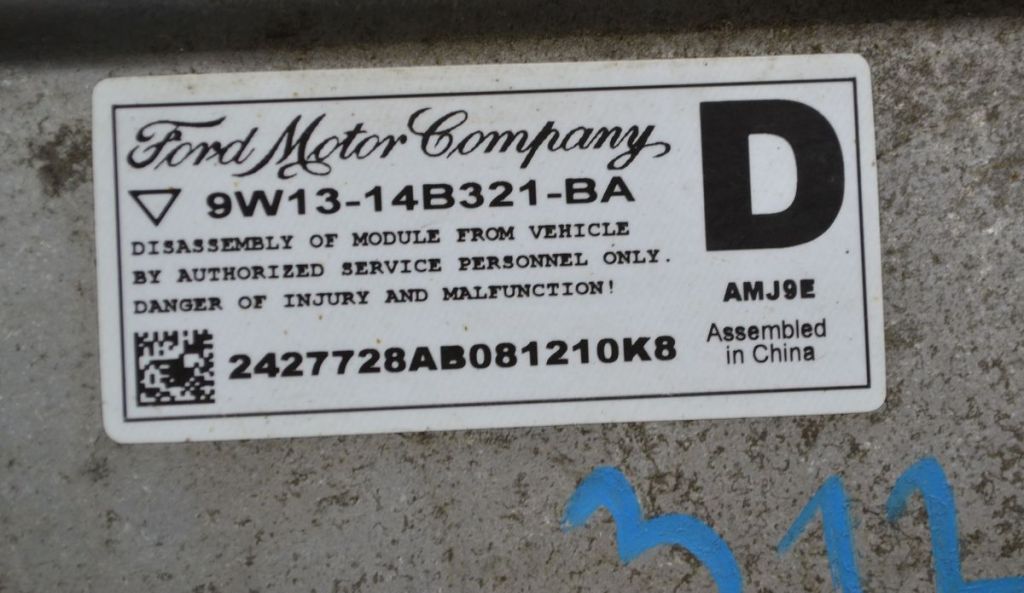 Ford Motor Company
9W13-14B321-BA
DISASSEMBLY OF MODULE FROM VEHICLE
BY AUTHORIZED SERVICE PERSONNEL ONLY.
DANGER OF INJURY AND MALFUNCTION!
2427728AB081210K8
D
AMJ9E
Assembled
in China